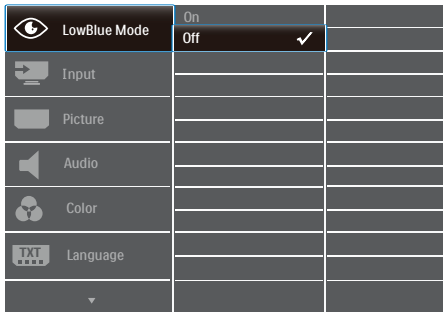 LowBlue Mode
On
Off
Input
Picture
Audio
Color
TXT
Language